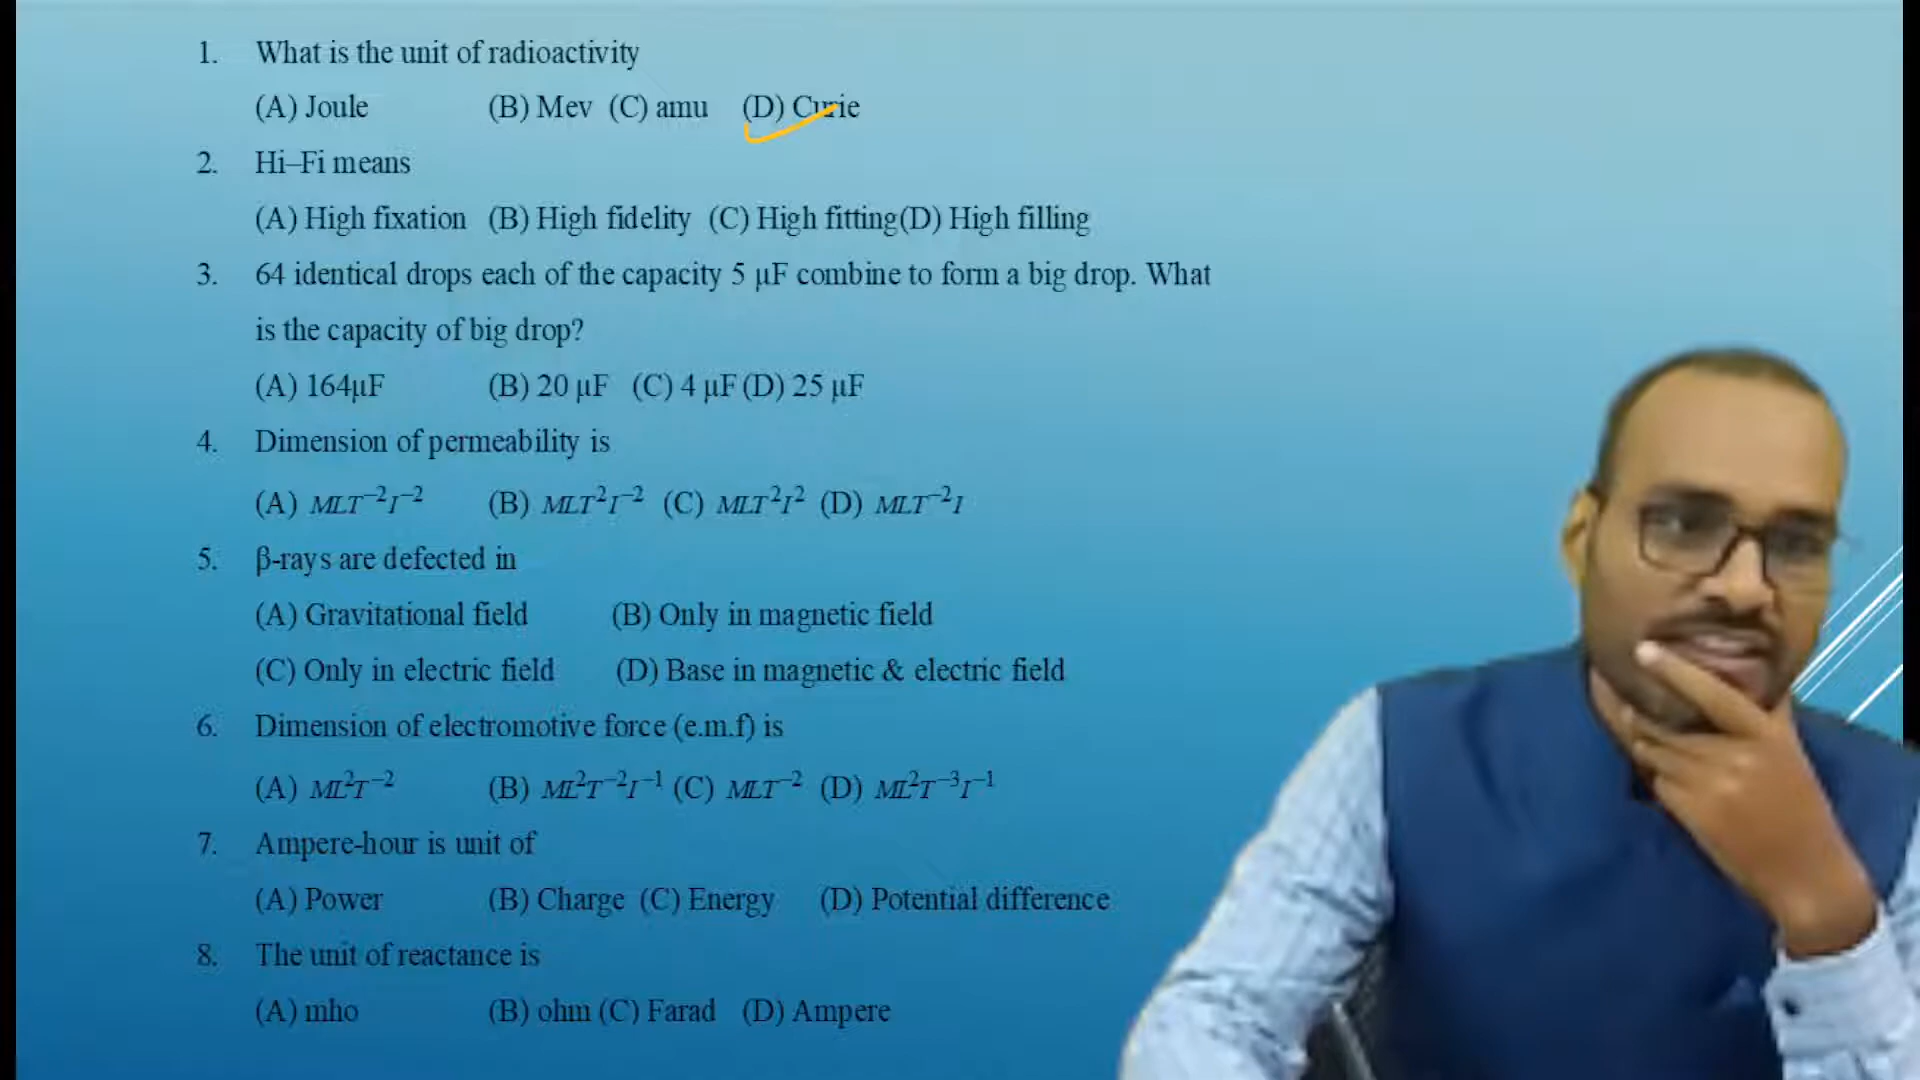 1. What is the unit of radioactivity
(A) Joule (B) Mev (C) amu (D) Curie
2. Hi–Fi means
(A) High fixation (B) High fidelity (C) High fitting(D) High filling
3. 64 identical drops each of the capacity 5 μF combine to form a big drop. What
is the capacity of big drop?
(A) 164μF (B) 20 μF (C) 4 μF (D) 25 μF
4. Dimension of permeability is
(A) MLT⁻²I⁻² (B) MLT²I⁻² (C) MLT²I² (D) MLT⁻²I
5. β-rays are defected in
(A) Gravitational field (B) Only in magnetic field
(C) Only in electric field (D) Base in magnetic & electric field
6. Dimension of electromotive force (e.m.f) is
(A) ML²T⁻² (B) ML²T⁻²I⁻¹ (C) MLT⁻² (D) ML²T⁻³I⁻¹
7. Ampere-hour is unit of
(A) Power (B) Charge (C) Energy (D) Potential difference
8. The unit of reactance is
(A) mho (B) ohm (C) Farad (D) Ampere